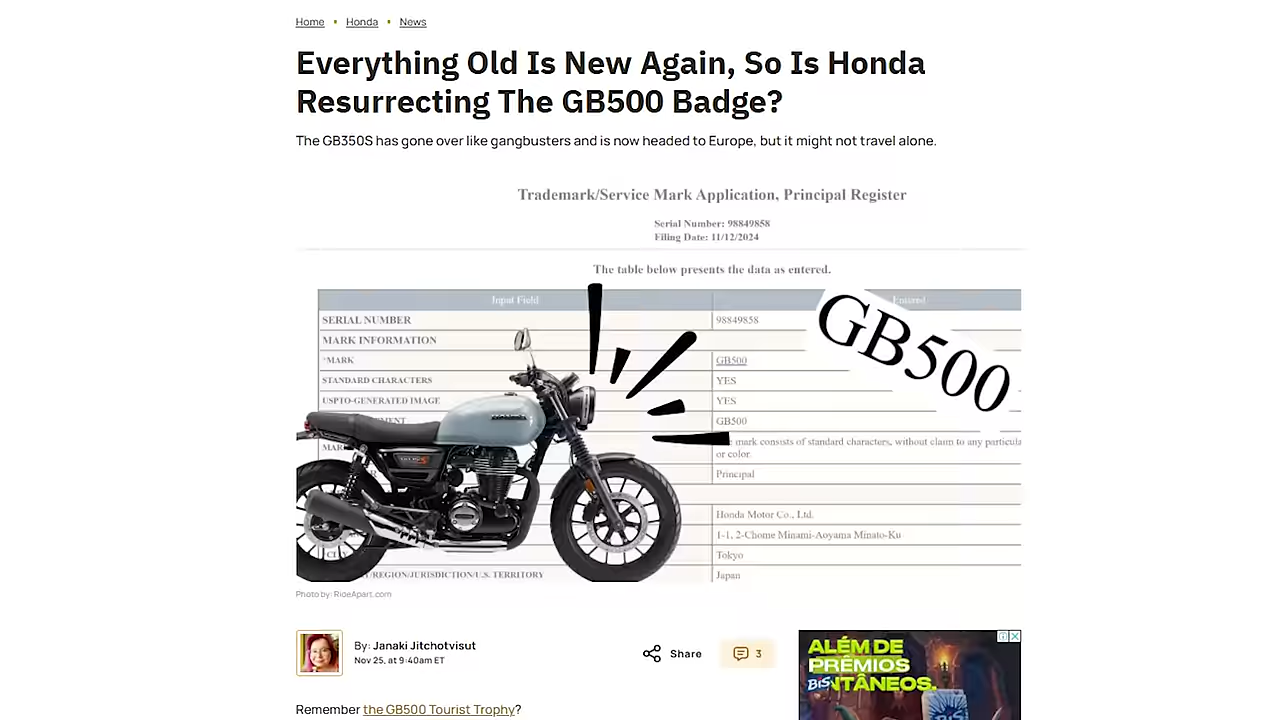 Home • Honda • News
Everything Old Is New Again, So Is Honda
Resurrecting The GB500 Badge?
The GB350S has gone over like gangbusters and is now headed to Europe, but it might not travel alone.
Trademark/Service Mark Application, Principal Register
Serial Number: 98849858
Filing Date: 11/12/2024
The table below presents the data as entered.
Input Field Entered
SERIAL NUMBER 98849858
MARK INFORMATION
*MARK GB500
STANDARD CHARACTERS YES
USPTO-GENERATED IMAGE YES
GB500
mark consists of standard characters, without claim to any particula
or color.
Principal
Honda Motor Co., Ltd.
1-1, 2-Chome Minami-Aoyama Minato-Ku
Tokyo
/REGION/JURISDICTION/U.S. TERRITORY Japan
GB500
Photo by: RideApart.com
By: Janaki Jitchotvisut
Nov 25, at 9:40am ET
Share
3
ALÉM DE
PRÊMIOS
BIS
NTÂNEOS.
Remember the GB500 Tourist Trophy?